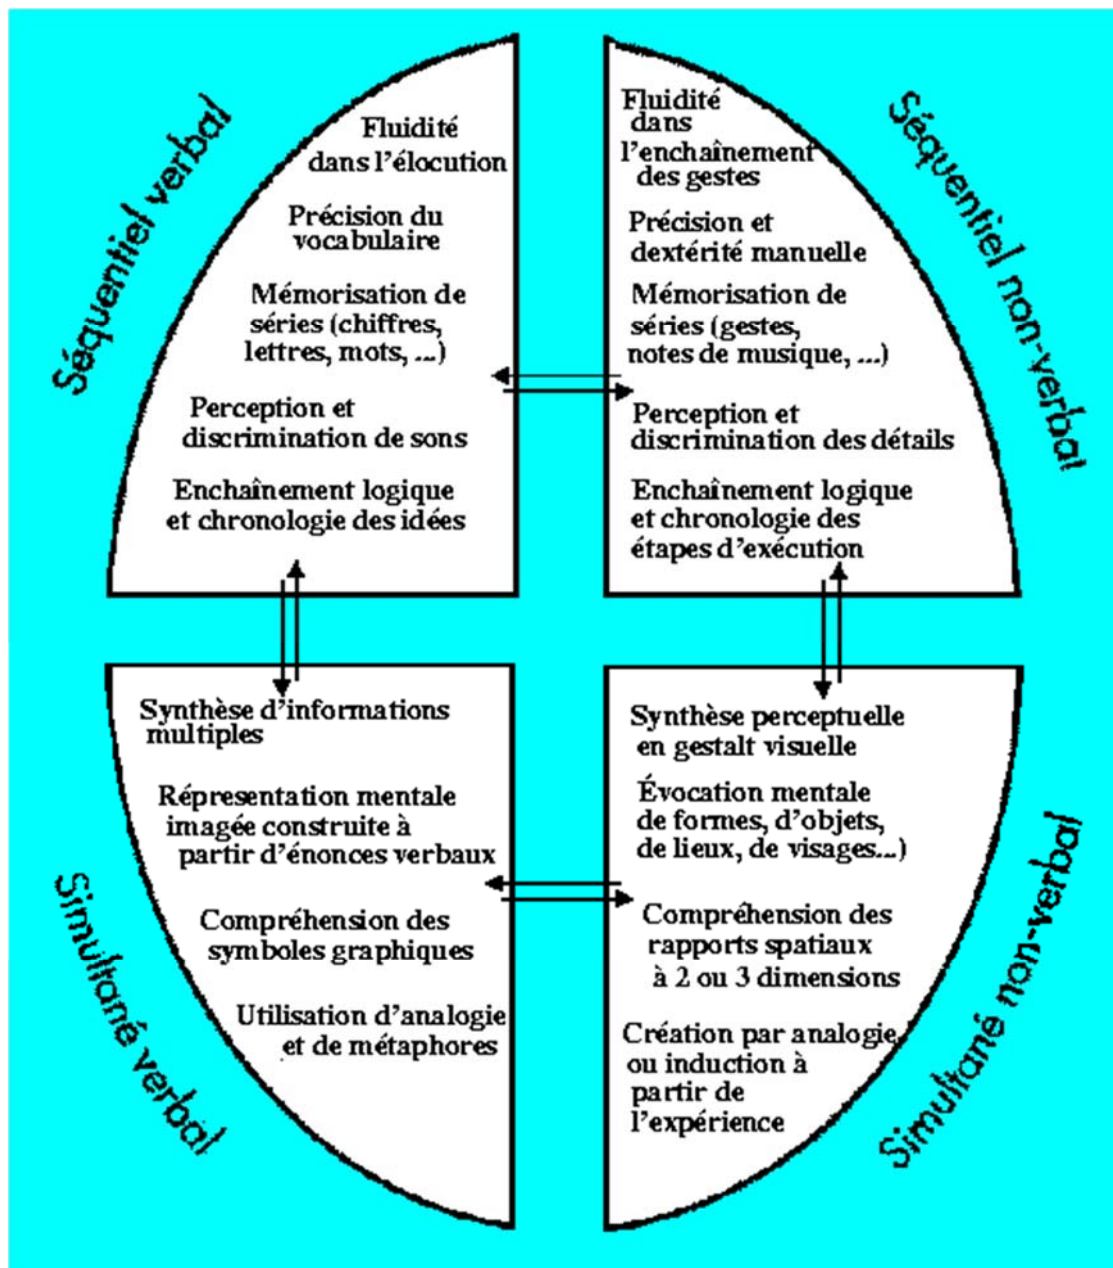 Séquentiel verbal
Fluidité
dans l'élocution
Précision du
vocabulaire
Mémorisation de
séries (chiffres,
lettres, mots, ...)
Perception et
discrimination de sons
Enchaînement logique
et chronologie des idées
Séquentiel non-verbal
Fluidité
dans
l'enchaînement
des gestes
Précision et
dextérité manuelle
Mémorisation de
séries (gestes,
notes de musique, ...)
Perception et
discrimination des détails
Enchaînement logique
et chronologie des
étapes d'exécution
Simultané verbal
Synthèse d'informations
multiples
Réprésentation mentale
imagée construite à
partir d'énonces verbaux
Compréhension des
symboles graphiques
Utilisation d'analogie
et de métaphores
Simultané non-verbal
Synthèse perceptuelle
en gestalt visuelle
Évocation mentale
de formes, d'objets,
de lieux, de visages...)
Compréhension des
rapports spatiaux
à 2 ou 3 dimensions
Création par analogie
ou induction à
partir de
l'expérience